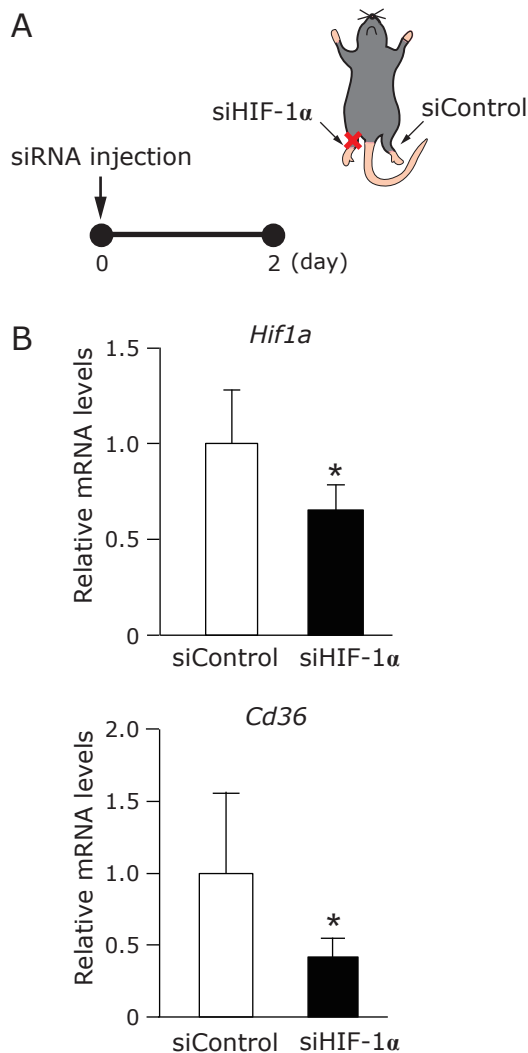 A
siHIF-1α
siControl
siRNA injection
0
2 (day)
B
Hif1a
Relative mRNA levels
1.5
1.0
0.5
0
*
siControl
siHIF-1α
Cd36
Relative mRNA levels
2.0
1.5
1.0
0.5
0
*
siControl
siHIF-1α